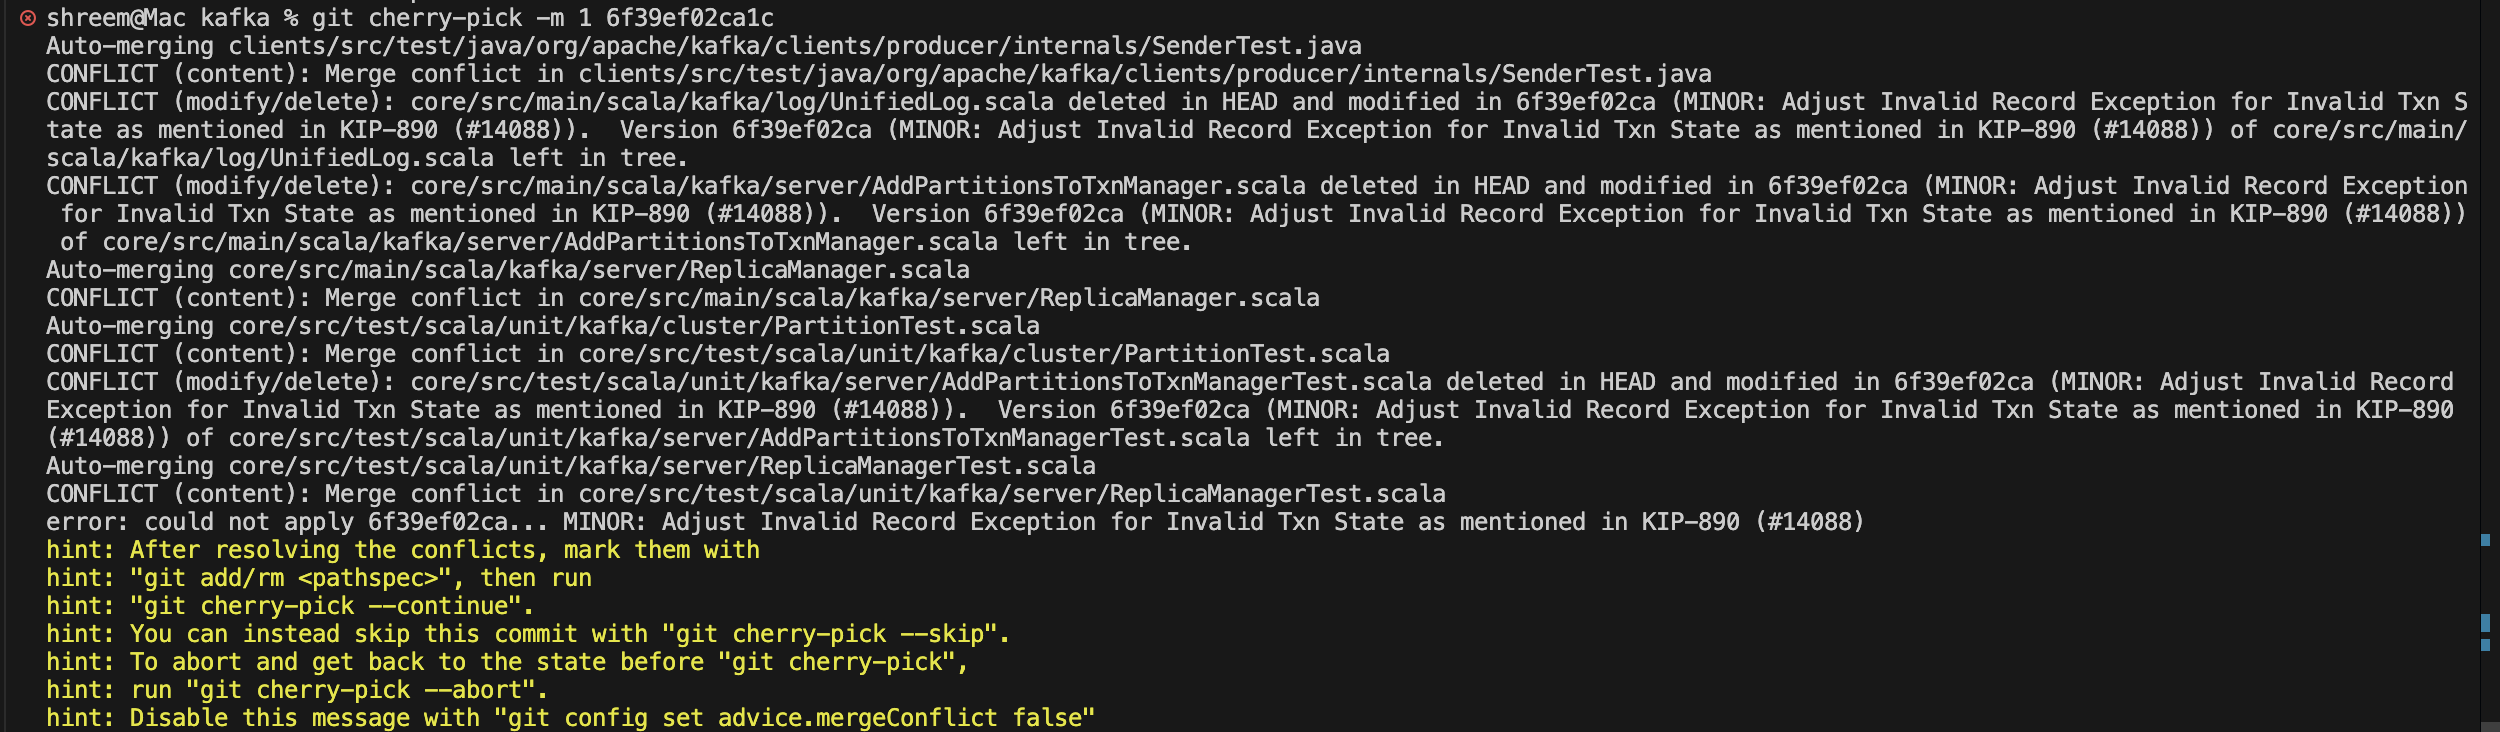 shreem@Mac kafka % git cherry-pick -m 1 6f39ef02ca1c
Auto-merging clients/src/test/java/org/apache/kafka/clients/producer/internals/SenderTest.java
CONFLICT (content): Merge conflict in clients/src/test/java/org/apache/kafka/clients/producer/internals/SenderTest.java
CONFLICT (modify/delete): core/src/main/scala/kafka/log/UnifiedLog.scala deleted in HEAD and modified in 6f39ef02ca (MINOR: Adjust Invalid Record Exception for Invalid Txn S
tate as mentioned in KIP-890 (#14088)).  Version 6f39ef02ca (MINOR: Adjust Invalid Record Exception for Invalid Txn State as mentioned in KIP-890 (#14088)) of core/src/main/
scala/kafka/log/UnifiedLog.scala left in tree.
CONFLICT (modify/delete): core/src/main/scala/kafka/server/AddPartitionsToTxnManager.scala deleted in HEAD and modified in 6f39ef02ca (MINOR: Adjust Invalid Record Exception
 for Invalid Txn State as mentioned in KIP-890 (#14088)).  Version 6f39ef02ca (MINOR: Adjust Invalid Record Exception for Invalid Txn State as mentioned in KIP-890 (#14088))
 of core/src/main/scala/kafka/server/AddPartitionsToTxnManager.scala left in tree.
Auto-merging core/src/main/scala/kafka/server/ReplicaManager.scala
CONFLICT (content): Merge conflict in core/src/main/scala/kafka/server/ReplicaManager.scala
Auto-merging core/src/test/scala/unit/kafka/cluster/PartitionTest.scala
CONFLICT (content): Merge conflict in core/src/test/scala/unit/kafka/cluster/PartitionTest.scala
CONFLICT (modify/delete): core/src/test/scala/unit/kafka/server/AddPartitionsToTxnManagerTest.scala deleted in HEAD and modified in 6f39ef02ca (MINOR: Adjust Invalid Record
Exception for Invalid Txn State as mentioned in KIP-890 (#14088)).  Version 6f39ef02ca (MINOR: Adjust Invalid Record Exception for Invalid Txn State as mentioned in KIP-890
(#14088)) of core/src/test/scala/unit/kafka/server/AddPartitionsToTxnManagerTest.scala left in tree.
Auto-merging core/src/test/scala/unit/kafka/server/ReplicaManagerTest.scala
CONFLICT (content): Merge conflict in core/src/test/scala/unit/kafka/server/ReplicaManagerTest.scala
error: could not apply 6f39ef02ca... MINOR: Adjust Invalid Record Exception for Invalid Txn State as mentioned in KIP-890 (#14088)
hint: After resolving the conflicts, mark them with
hint: "git add/rm <pathspec>", then run
hint: "git cherry-pick --continue".
hint: You can instead skip this commit with "git cherry-pick --skip".
hint: To abort and get back to the state before "git cherry-pick",
hint: run "git cherry-pick --abort".
hint: Disable this message with "git config set advice.mergeConflict false"